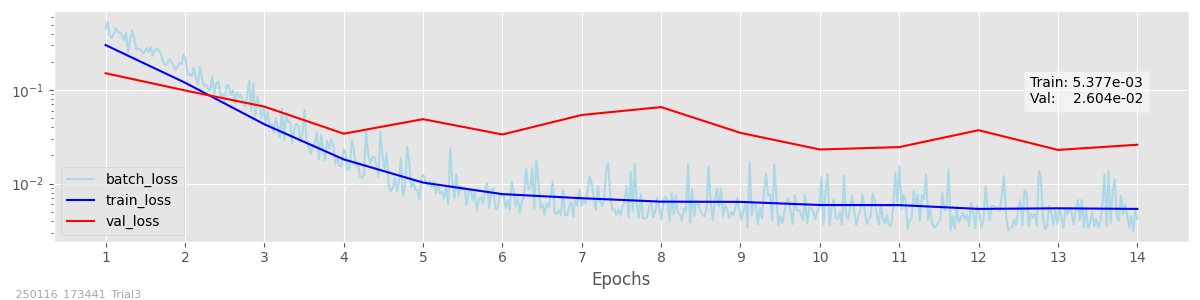 10⁻¹
10⁻²
Train: 5.377e-03
Val: 2.604e-02
batch_loss
train_loss
val_loss
1 2 3 4 5 6 7 8 9 10 11 12 13 14
Epochs
250116_173441_Trial3